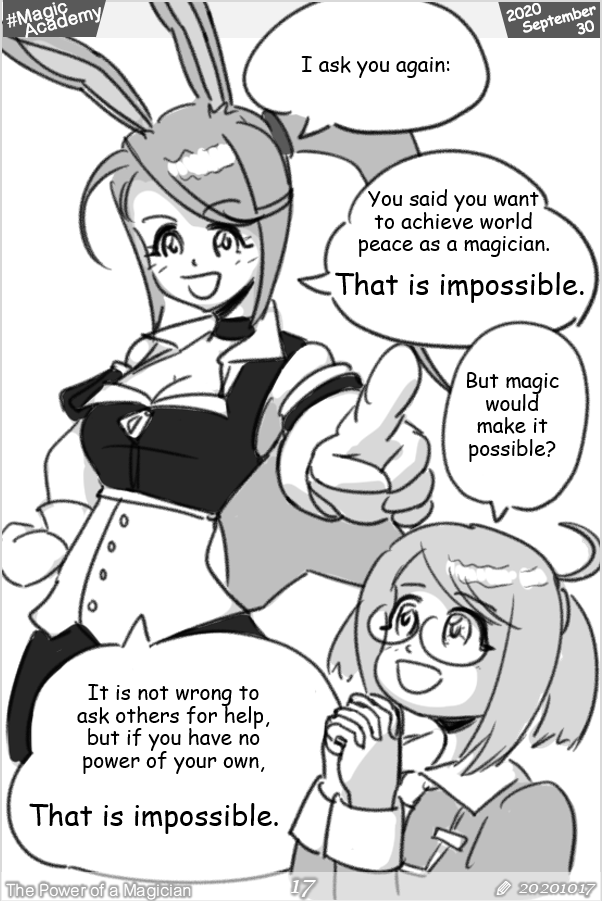 #Magic
Academy
2020
September
30
I ask you again:
You said you want
to achieve world
peace as a magician.
That is impossible.
But magic
would
make it
possible?
It is not wrong to
ask others for help,
but if you have no
power of your own,
That is impossible.
The Power of a Magician
17
20201017